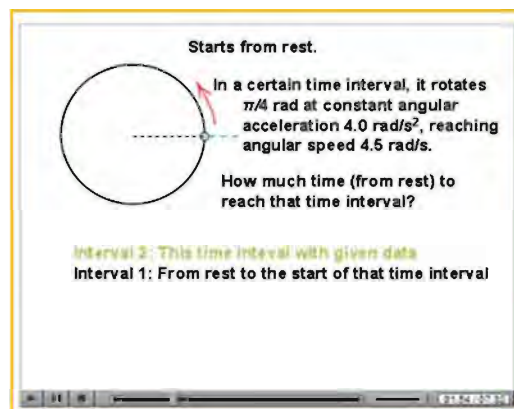 Starts from rest.
In a certain time interval, it rotates
π/4 rad at constant angular
acceleration 4.0 rad/s², reaching
angular speed 4.5 rad/s.
How much time (from rest) to
reach that time interval?
Interval 2: This time inteval with given data
Interval 1: From rest to the start of that time interval